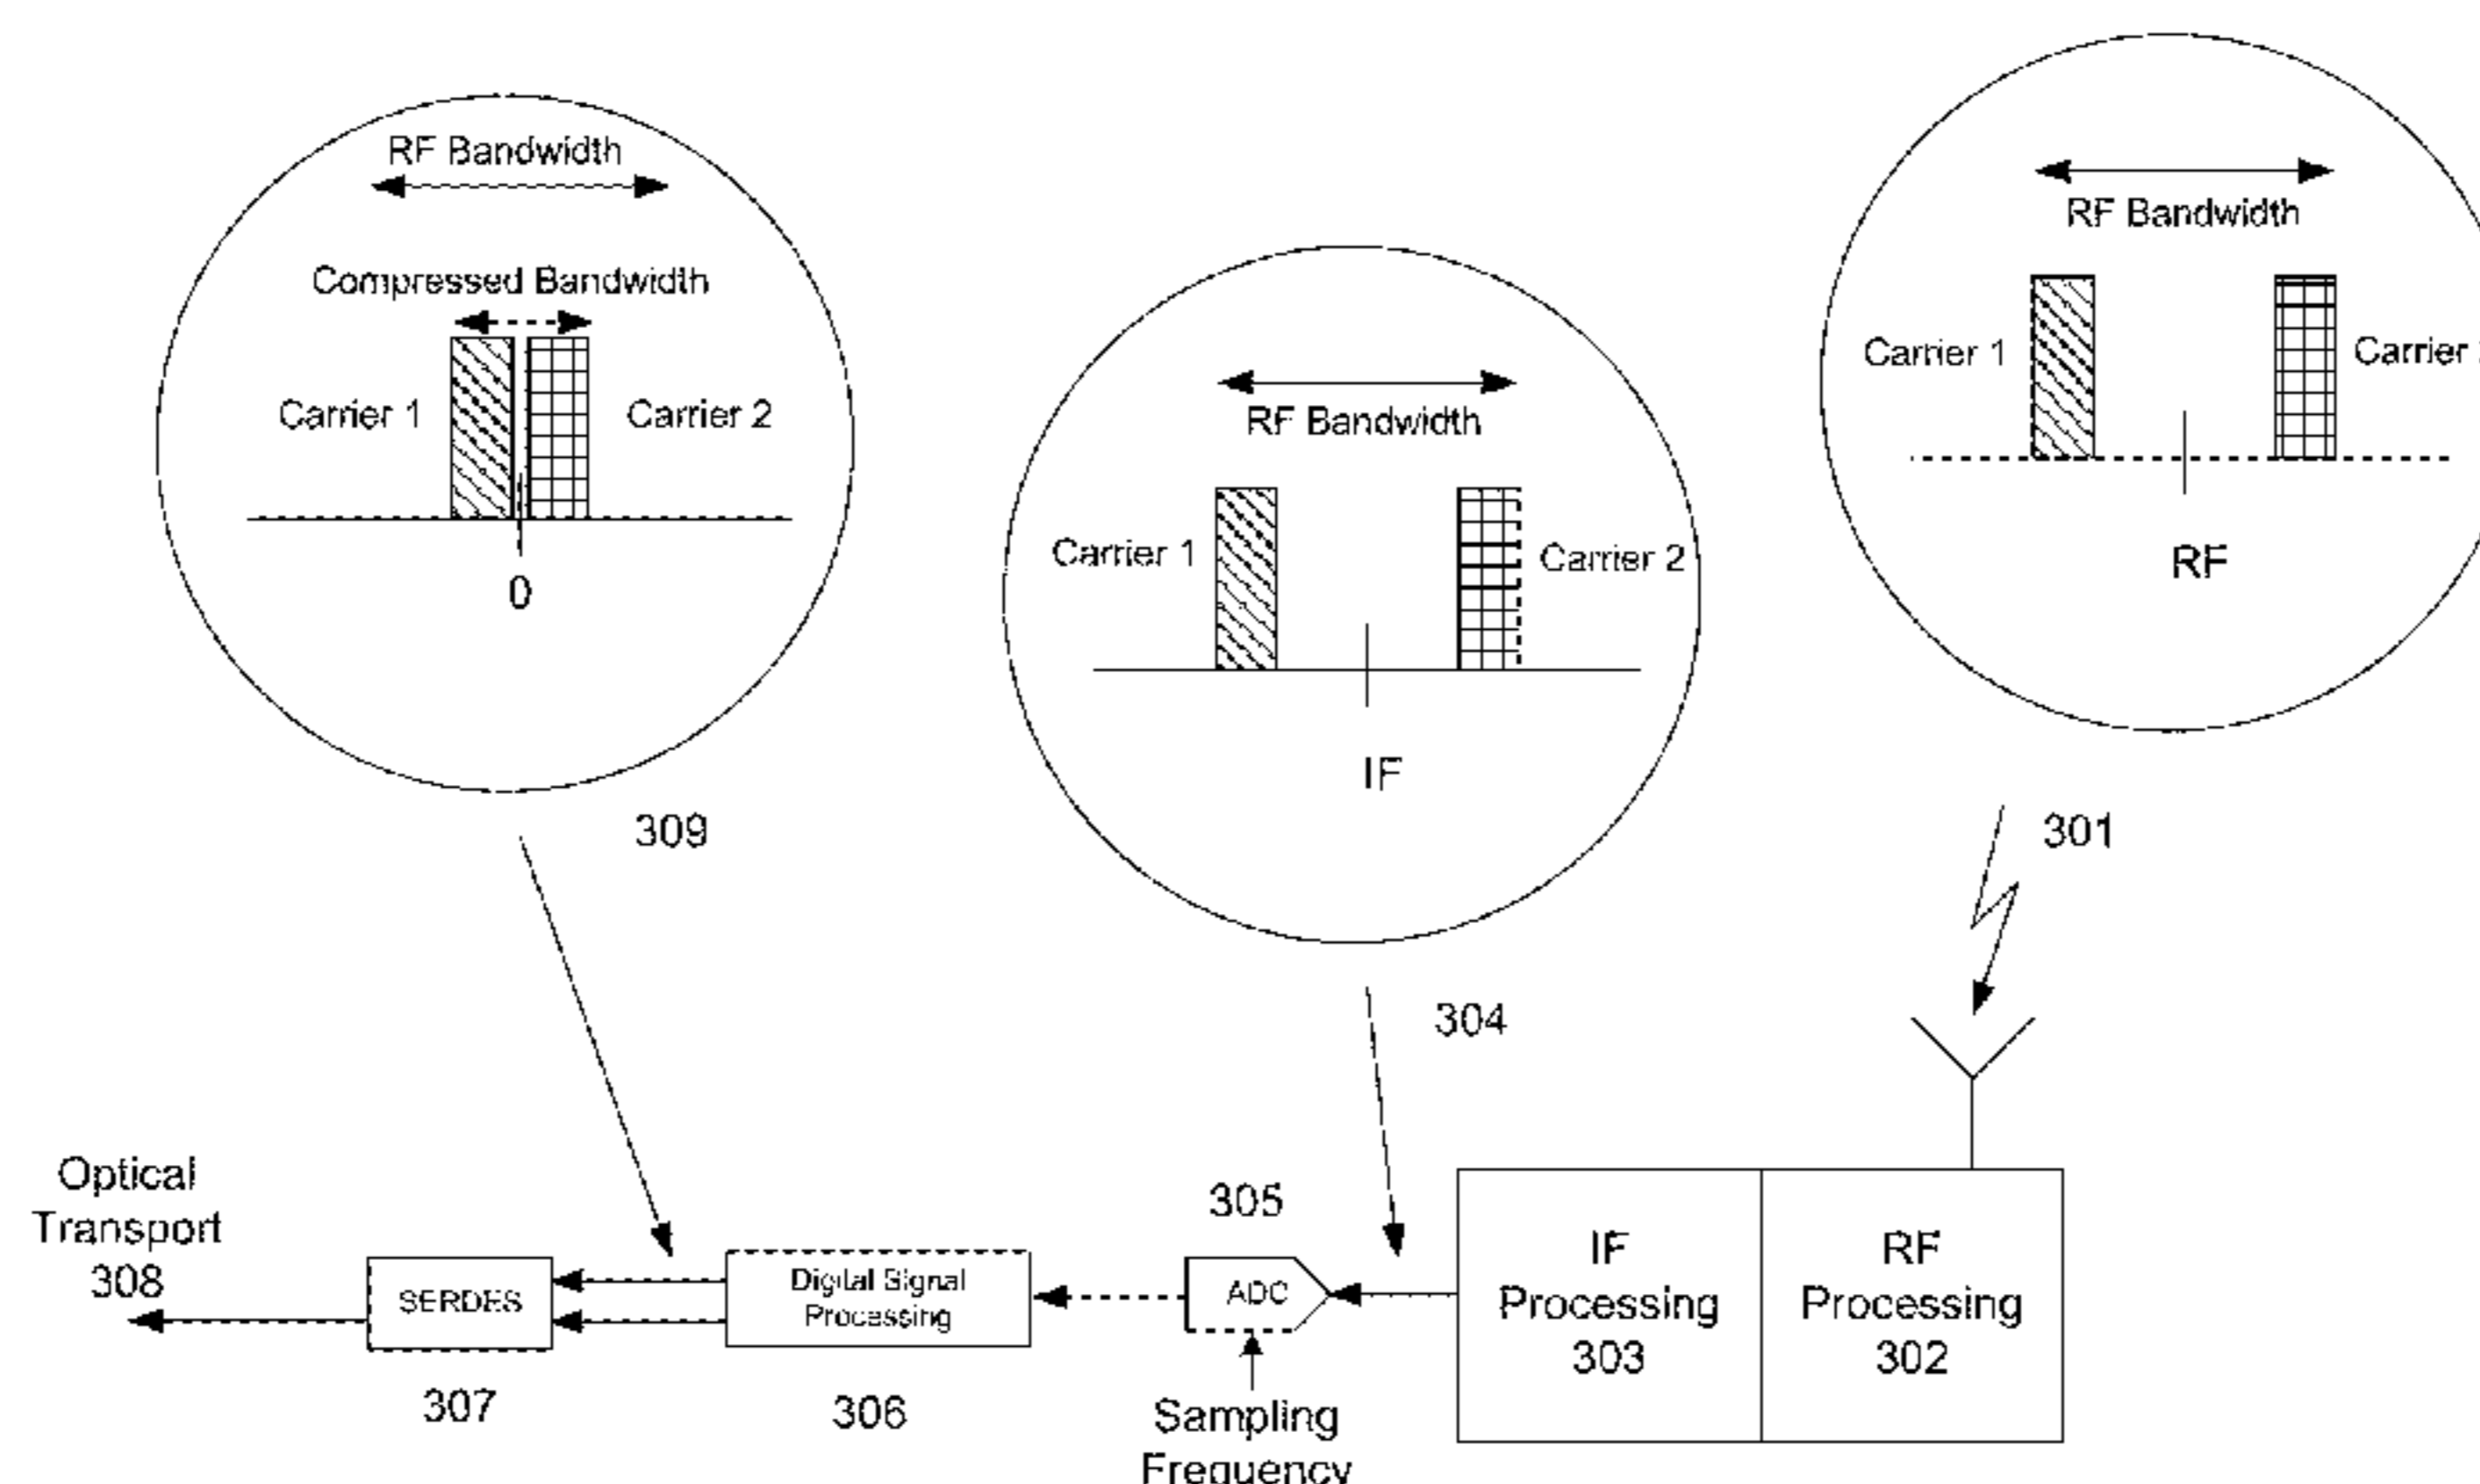 RF Bandwidth
Compressed Bandwidth
Carrier 1
Carrier 2
0
309
RF Bandwidth
Carrier 1
Carrier 2
IF
304
RF Bandwidth
Carrier 1
Carrier
RF
301
Optical
Transport
308
SERDES
307
Digital Signal
Processing
306
305
ADC
Sampling
Frequency
IF
Processing
303
RF
Processing
302